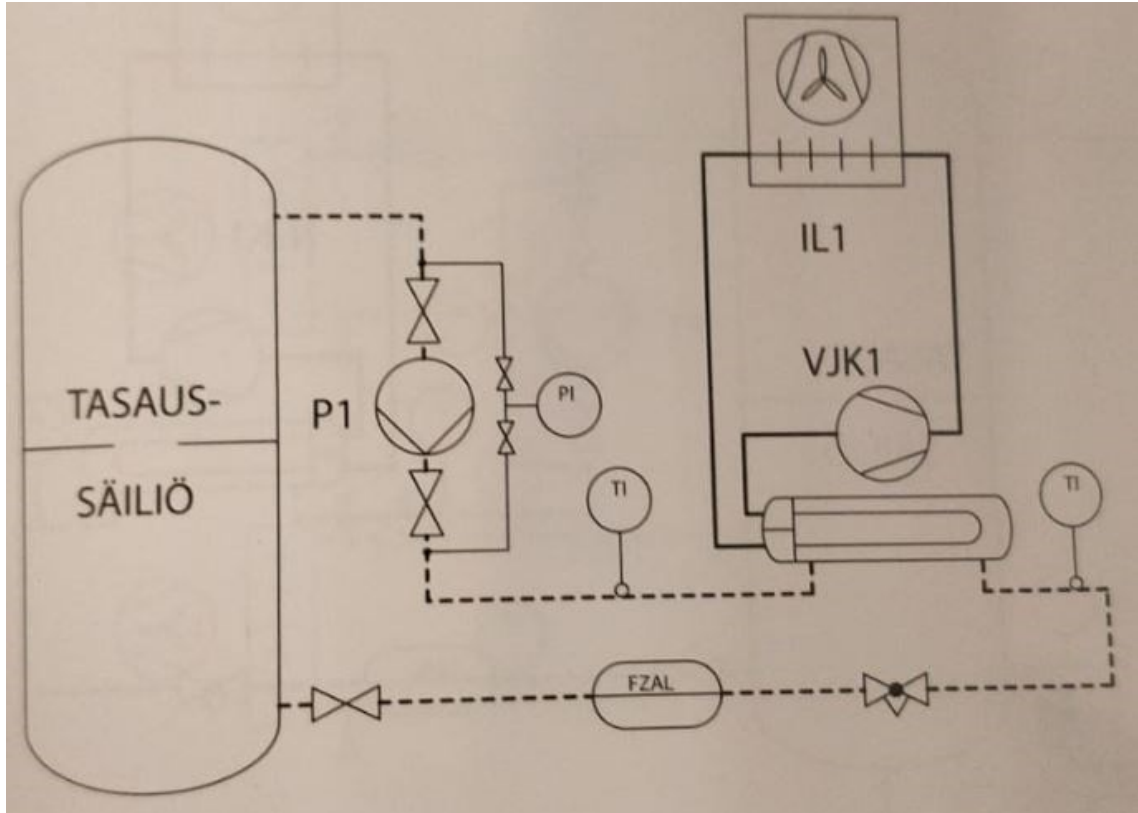 IL1
VJK1
TASAUS-
P1
PI
TI
TI
SÄILIÖ
FZAL